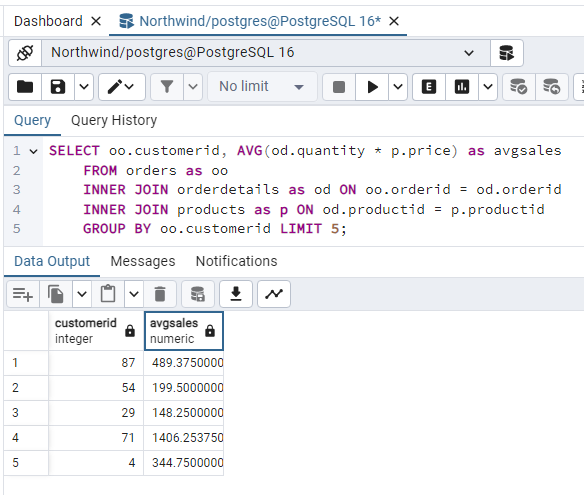 Dashboard × Northwind/postgres@PostgreSQL 16* ×
Northwind/postgres@PostgreSQL 16
No limit
E
Query Query History
1 SELECT oo.customerid, AVG(od.quantity * p.price) as avgsales
2 FROM orders as oo
3 INNER JOIN orderdetails as od ON oo.orderid = od.orderid
4 INNER JOIN products as p ON od.productid = p.productid
5 GROUP BY oo.customerid LIMIT 5;
Data Output Messages Notifications
customerid avgsales
integer numeric
1 87 489.3750000
2 54 199.5000000
3 29 148.2500000
4 71 1406.253750
5 4 344.7500000